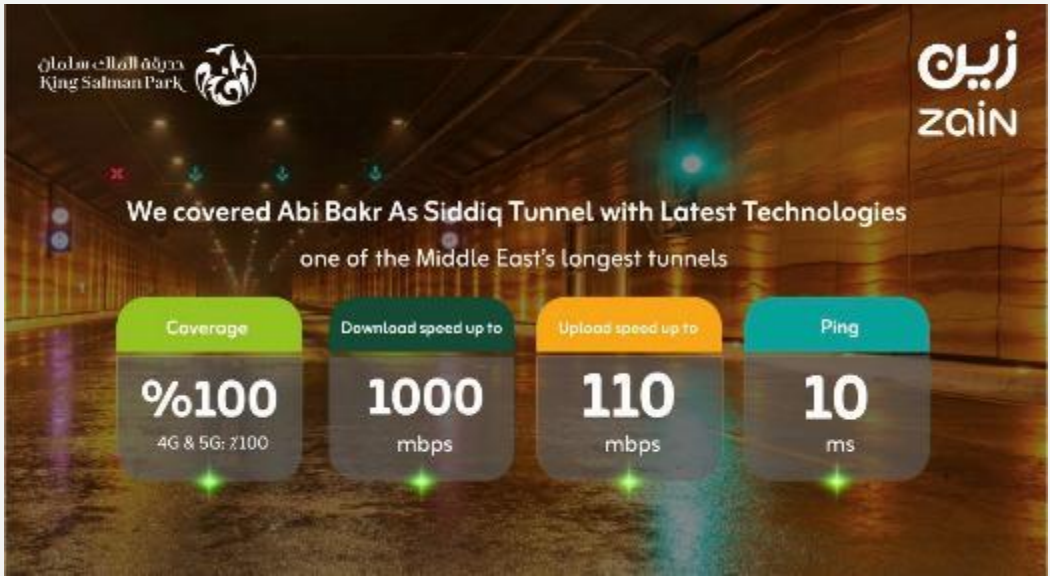 حديقة الملك سلمان
King Salman Park
زين
zain
We covered Abi Bakr As Siddiq Tunnel with Latest Technologies
one of the Middle East's longest tunnels
Coverage
%100
4G & 5G: ٪100
Download speed up to
1000
mbps
Upload speed up to
110
mbps
Ping
10
ms